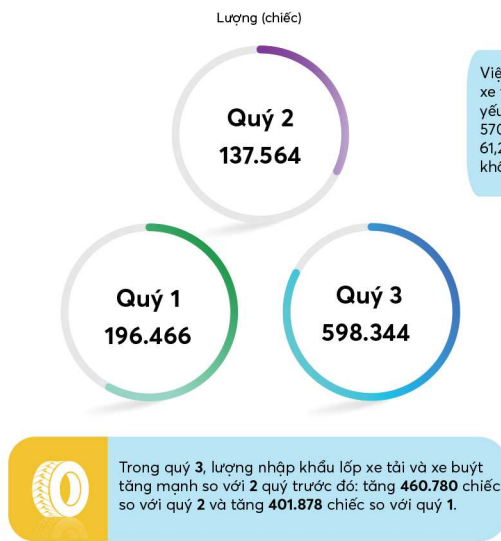 Lượng (chiếc)
Quý 2
137.564
Quý 1
196.466
Quý 3
598.344
xe
570
Trong quý 3, lượng nhập khẩu lốp xe tải và xe buýt
tăng mạnh so với 2 quý trước đó: tăng 460.780 chiếc
so với quý 2 và tăng 401.878 chiếc so với quý 1.